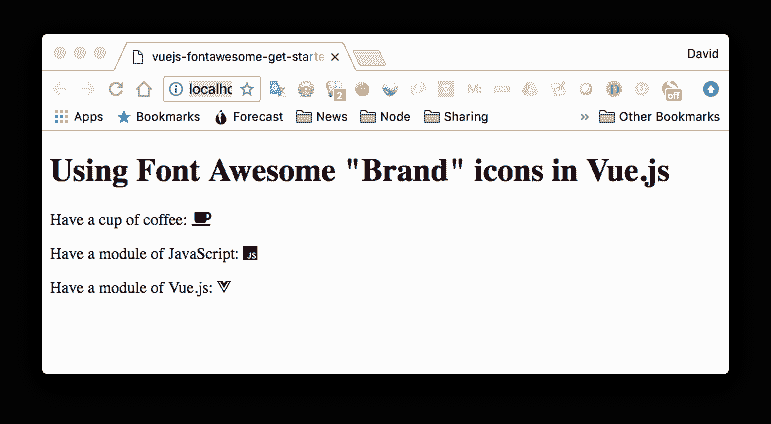 vuejs-fontawesome-get-starte
David
localhc
2
M:
off
Apps Bookmarks Forecast News Node Sharing » Other Bookmarks
Using Font Awesome "Brand" icons in Vue.js
Have a cup of coffee:
Have a module of JavaScript: JS
Have a module of Vue.js: